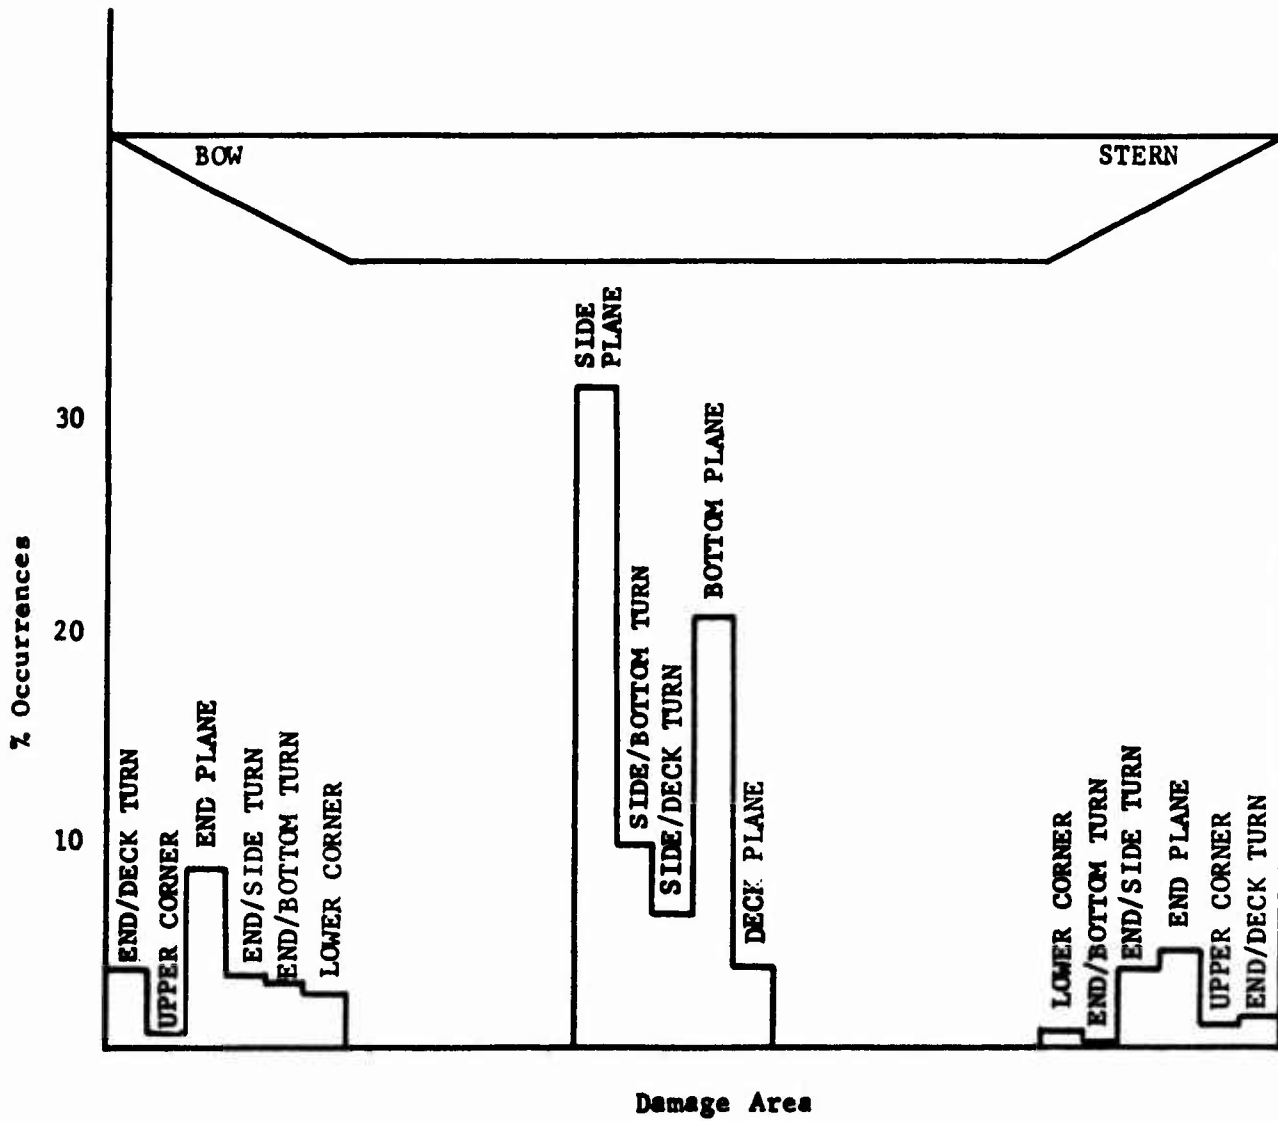 BOW
STERN
% Occurrences
30
20
10
END/DECK TURN
UPPER CORNER
END PLANE
END/SIDE TURN
END/BOTTOM TURN
LOWER CORNER
SIDE
PLANE
SIDE/BOTTOM TURN
SIDE/DECK TURN
BOTTOM PLANE
DECK PLANE
LOWER CORNER
END/BOTTOM TURN
END/SIDE TURN
END PLANE
UPPER CORNER
END/DECK TURN
Damage Area